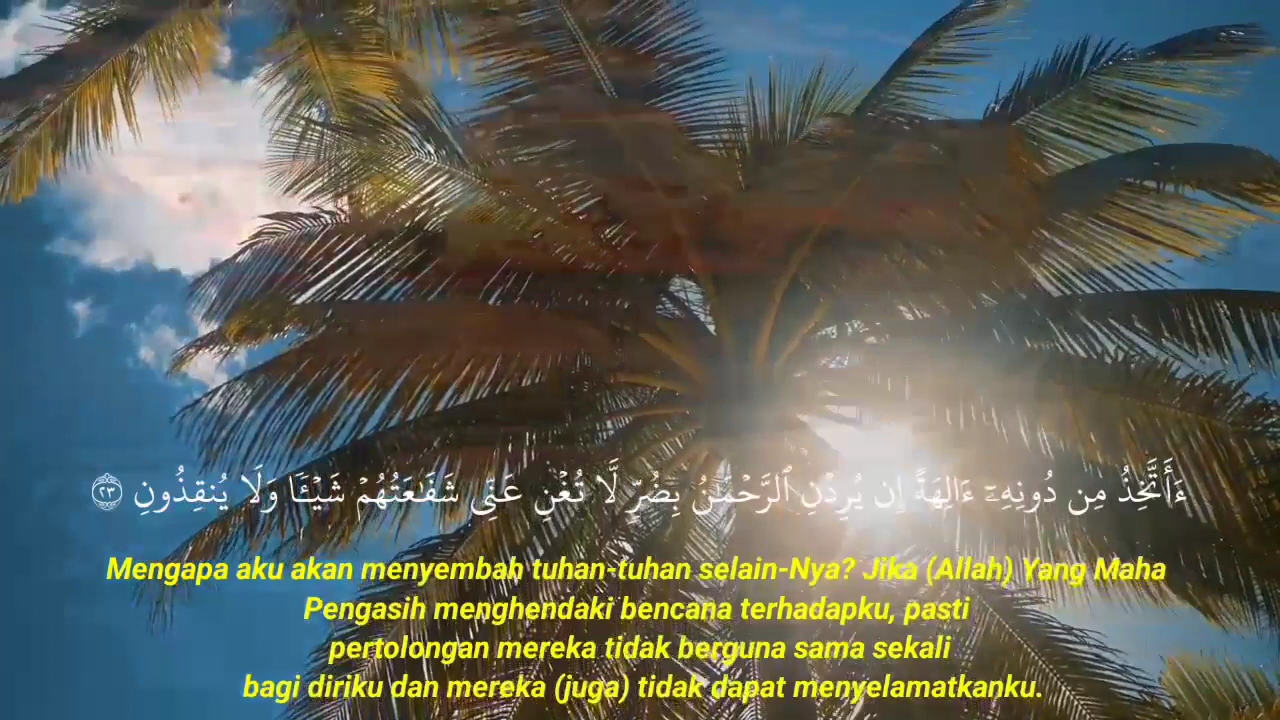 ءَأَتَّخِذُ مِن دُونِهِۦٓ ءَالِهَةً إِن يُرِدْنِ ٱلرَّحْمَـٰنُ بِضُرٍّ لَّا تُغْنِ عَنِّى شَفَـٰعَتُهُمْ شَيْـًٔا وَلَا يُنقِذُونِ ٢٣
Mengapa aku akan menyembah tuhan-tuhan selain-Nya? Jika (Allah) Yang Maha
Pengasih menghendaki bencana terhadapku, pasti
pertolongan mereka tidak berguna sama sekali
bagi diriku dan mereka (juga) tidak dapat menyelamatkanku.